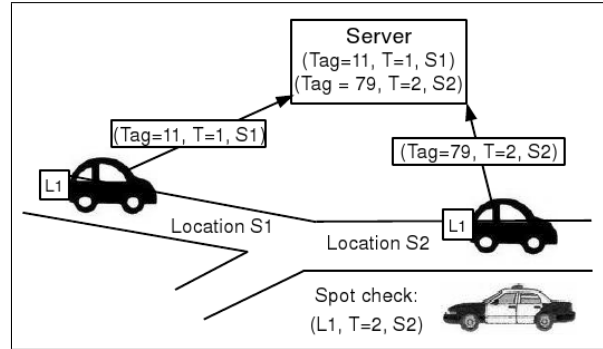 Server
(Tag=11, T=1, S1)
(Tag = 79, T=2, S2)
(Tag=11, T=1, S1)
(Tag=79, T=2, S2)
L1
L1
Location S1
Location S2
Spot check:
(L1, T=2, S2)